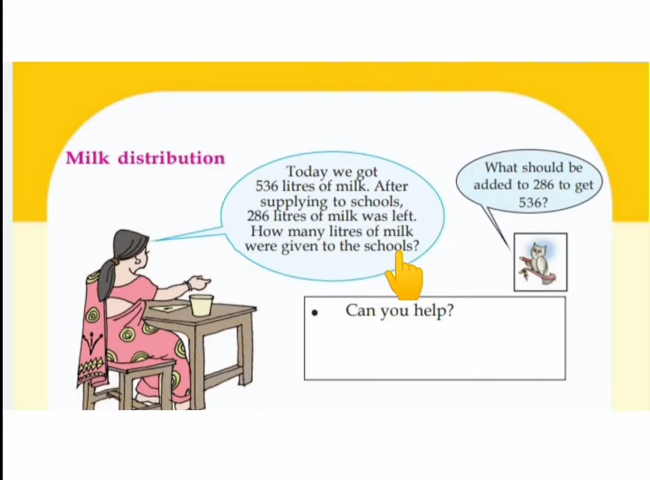 Milk distribution
Today we got
536 litres of milk. After
supplying to schools,
286 litres of milk was left.
How many litres of milk
were given to the schools?
What should be
added to 286 to get
536?
• Can you help?